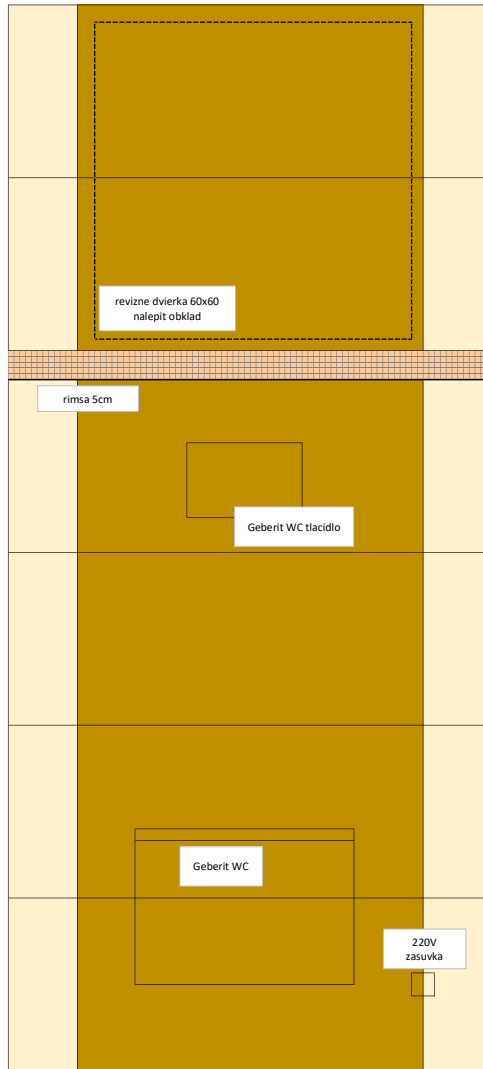 revizne dvierka 60x60
nalepit obklad
rimsa 5cm
Geberit WC tlacidlo
Geberit WC
220V
zasuvka